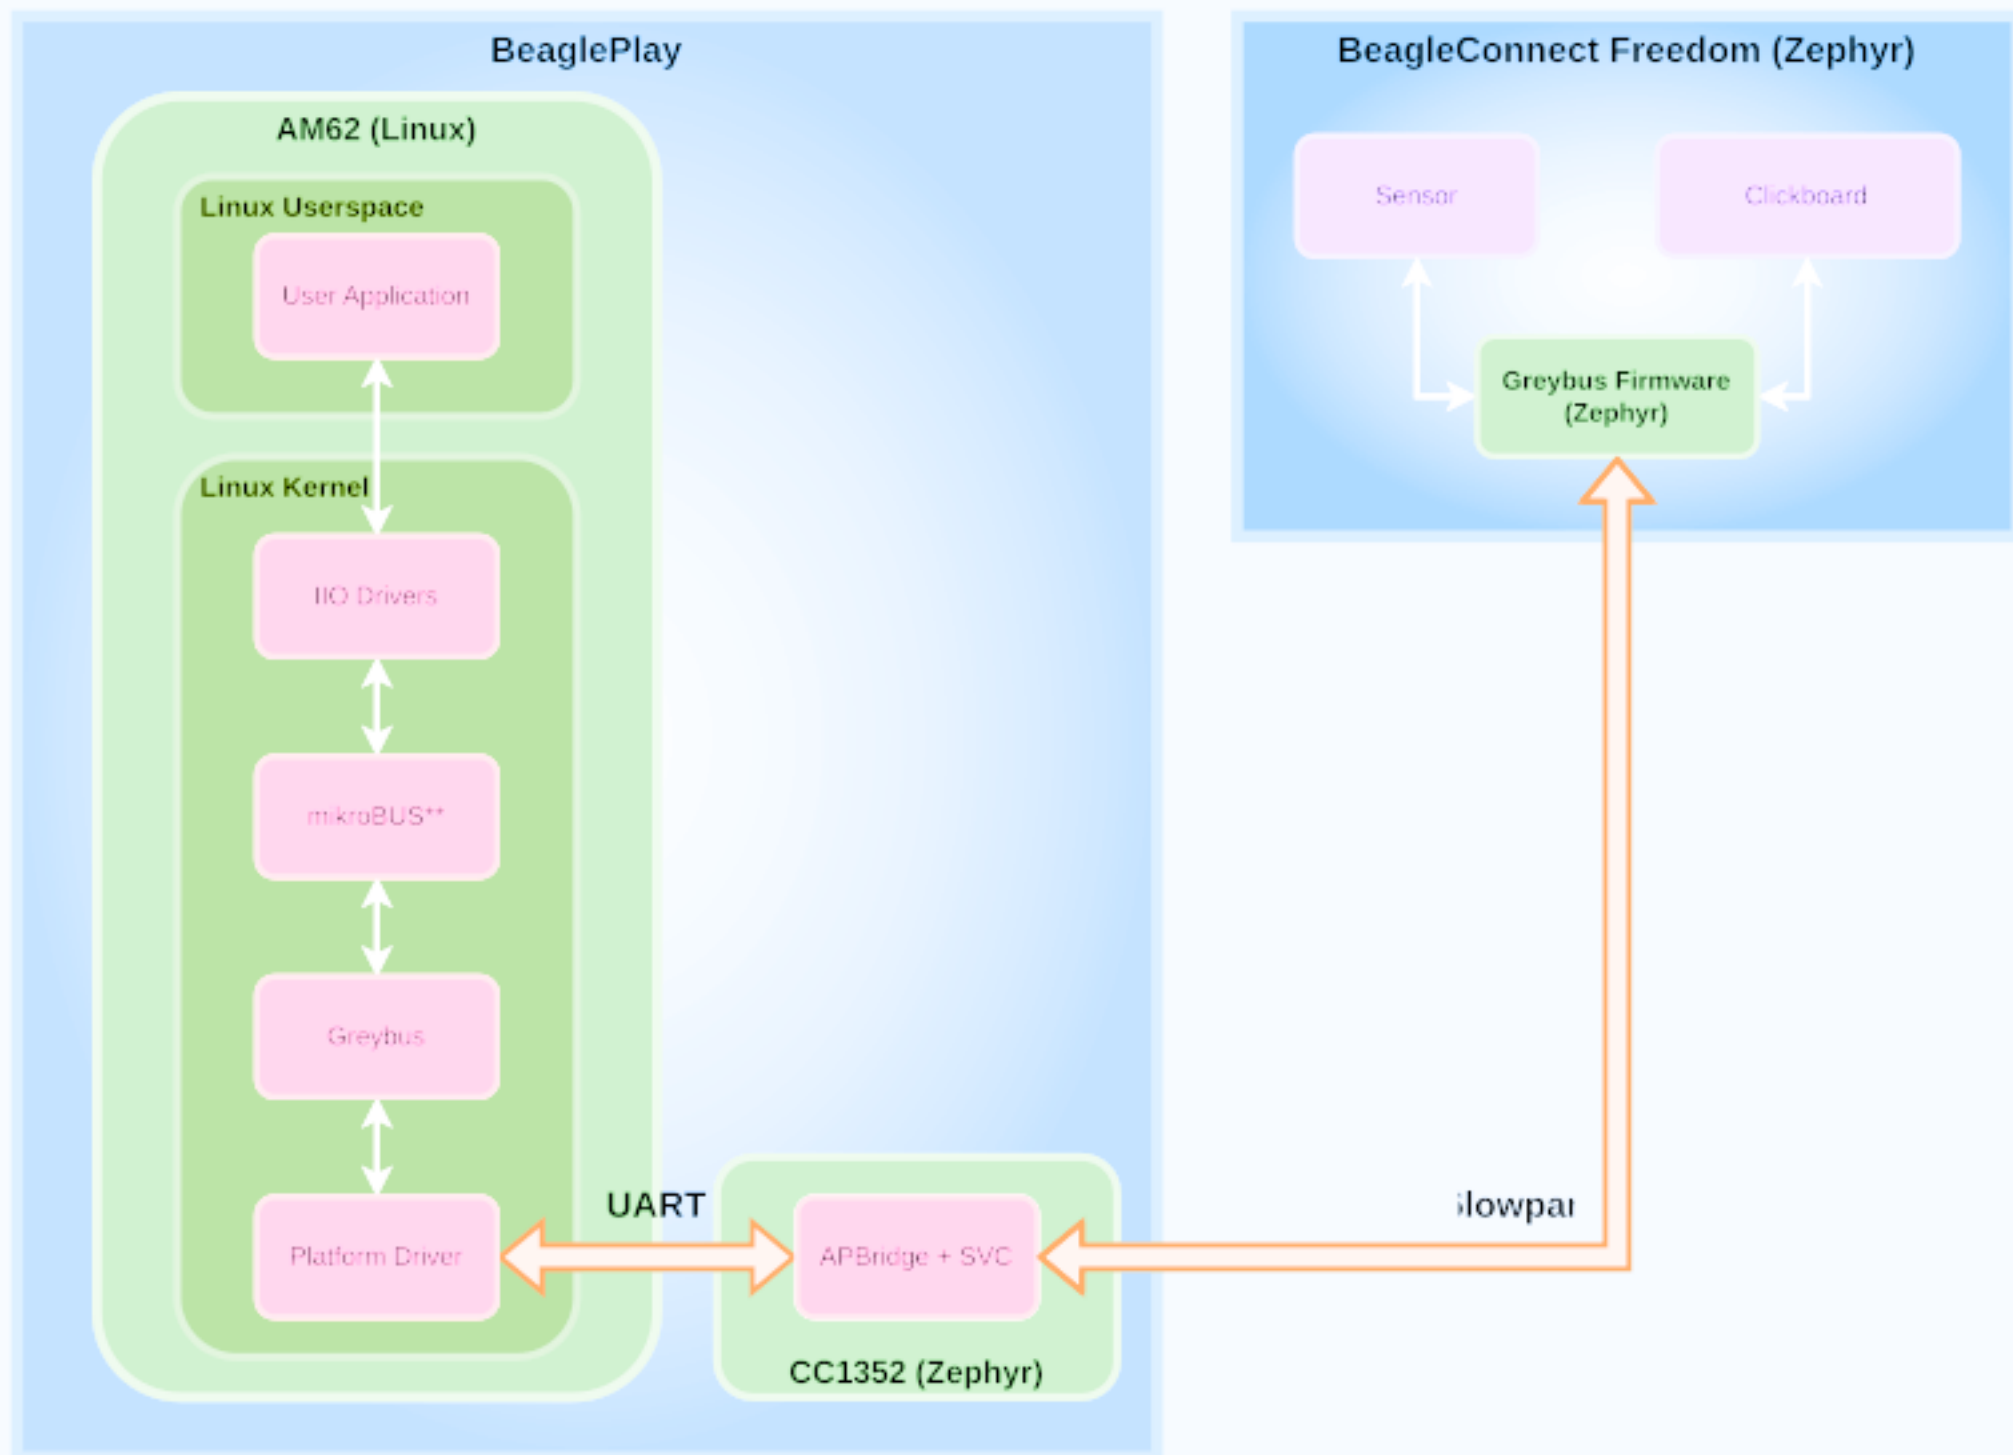 BeaglePlay
AM62 (Linux)
Linux Userspace
User Application
Linux Kernel
IIO Drivers
mikroBUS**
Greybus
Platform Driver
UART
APBridge + SVC
CC1352 (Zephyr)
BeagleConnect Freedom (Zephyr)
Sensor
Clickboard
Greybus Firmware
(Zephyr)